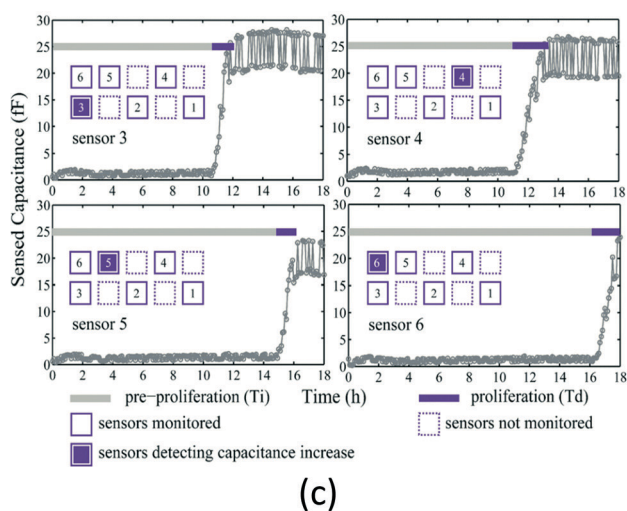 Sensed Capacitance (fF)
30
25
20
15
10
5
0
6 5 4
3 2 1
sensor 3
0 2 4 6 8 10 12 14 16 18
30
25
20
15
10
5
0
6 5 4
3 2 1
sensor 4
0 2 4 6 8 10 12 14 16 18
30
25
20
15
10
5
0
6 5 4
3 2 1
sensor 5
0 2 4 6 8 10 12 14 16 18
30
25
20
15
10
5
0
6 5 4
3 2 1
sensor 6
0 2 4 6 8 10 12 14 16 18
pre-proliferation (Ti) Time (h) proliferation (Td)
sensors monitored sensors not monitored
sensors detecting capacitance increase
(c)